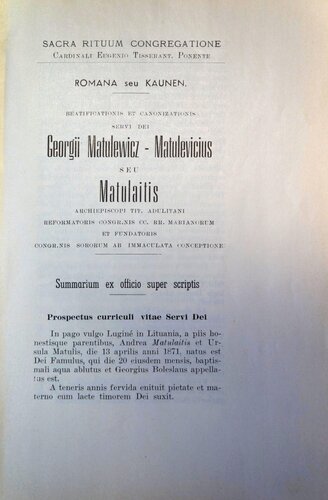 SACRA RITUUM CONGREGATIONE
CARDINALI EUGENIO TISSERANT, PONENTE
ROMANA seu KAUNEN.
BEATIFICATIONIS ET CANONIZATIONIS
SERVI DEI
Georgii Matulewicz - Matulevicius
SEU
Matulaitis
ARCHIEPISCOPI TIT. ADULITANI
REFORMATORIS CONGR.NIS CC. RR. MARIANORUM
ET FUNDATORIS
CONGR.NIS SORORUM AB IMMACULATA CONCEPTIONE
Summarium ex officio super scriptis
Prospectus curriculi vitae Servi Dei
In pago vulgo Luginé in Lituania, a piis ho-
nestisque parentibus, Andrea Matulaitis et Ur-
sula Matulis, die 13 aprilis anni 1871, natus est
Dei Famulus, qui die 20 eiusdem mensis, baptis-
mali aqua ablutus et Georgius Boleslaus appella-
tus est.
A teneris annis fervida enituit pietate et ma-
terno cum lacte timorem Dei suxit.